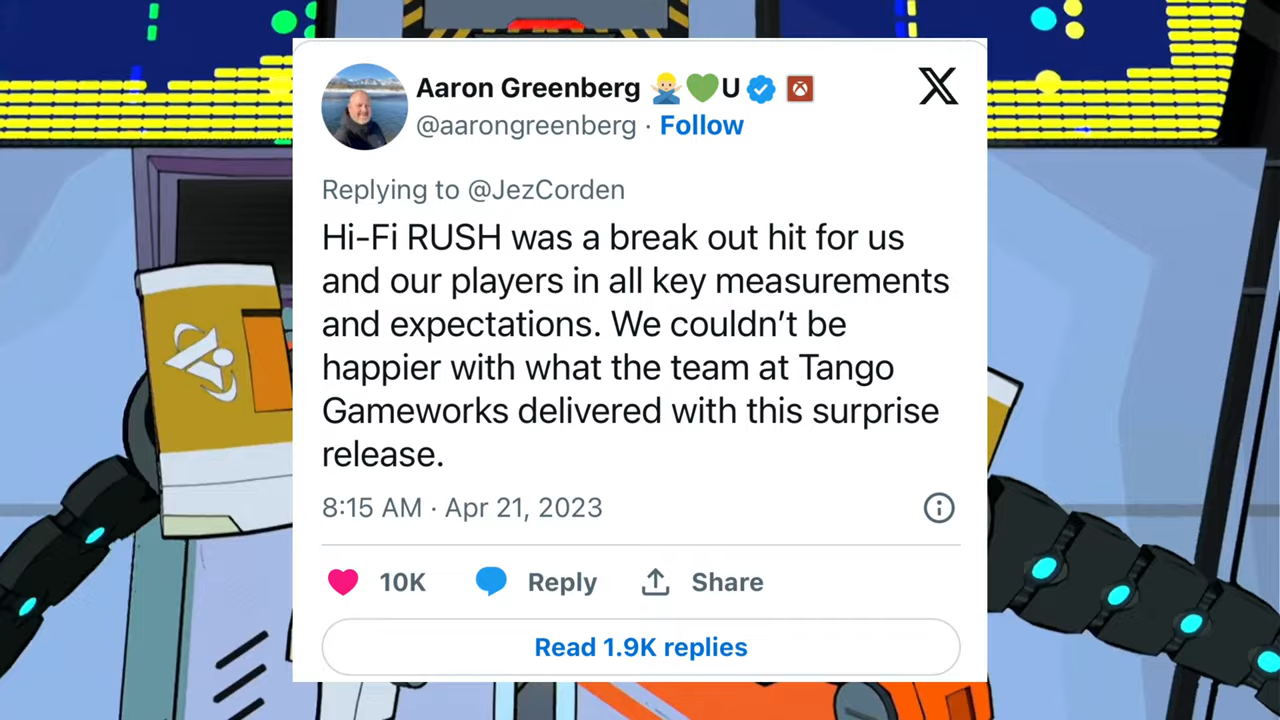 Aaron Greenberg 🙅🏼‍♂️💚U
@aarongreenberg · Follow
Replying to @JezCorden
Hi-Fi RUSH was a break out hit for us
and our players in all key measurements
and expectations. We couldn’t be
happier with what the team at Tango
Gameworks delivered with this surprise
release.
8:15 AM · Apr 21, 2023
10K Reply Share
Read 1.9K replies